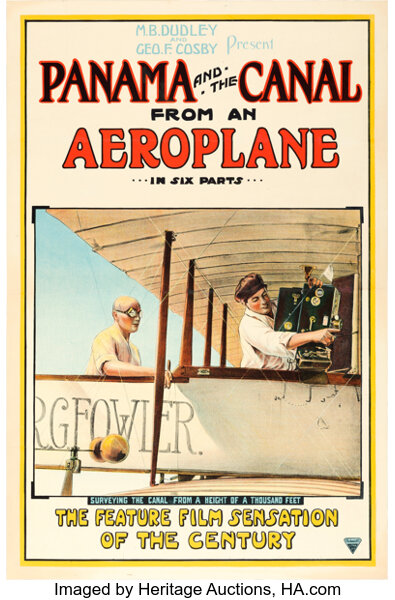 M.B. DUDLEY
AND
GEO. F. COSBY Present
PANAMA AND THE CANAL
FROM AN
AEROPLANE
...IN SIX PARTS...
R.G. FOWLER.
SURVEYING THE CANAL FROM A HEIGHT OF A THOUSAND FEET
THE FEATURE FILM SENSATION
OF THE CENTURY
Imaged by Heritage Auctions, HA.com